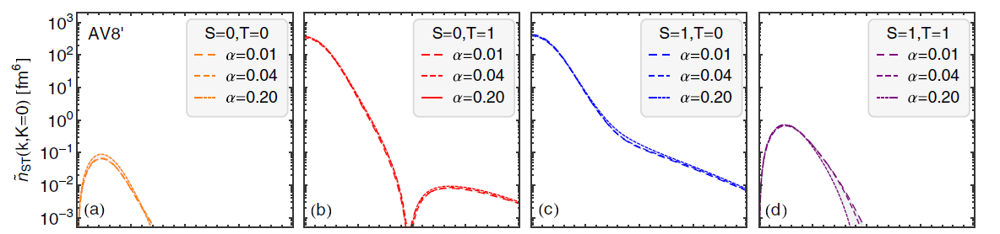 10³
10²
10¹
10⁰
10⁻¹
10⁻²
10⁻³
ñ_ST(k,K=0) [fm⁶]
AV8'
S=0,T=0
α=0.01
α=0.04
α=0.20
(a)
S=0,T=1
α=0.01
α=0.04
α=0.20
(b)
S=1,T=0
α=0.01
α=0.04
α=0.20
(c)
S=1,T=1
α=0.01
α=0.04
α=0.20
(d)